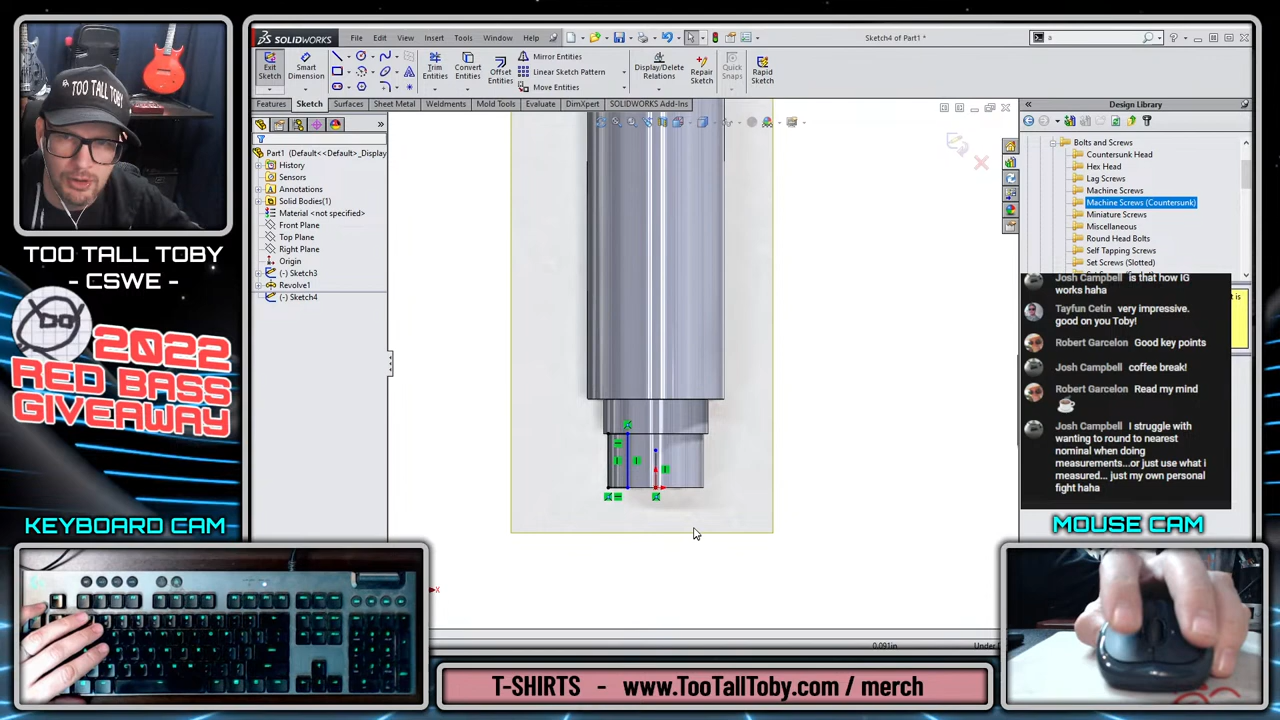 TOO TALL TOBY
TOO TALL TOBY
- CSWE -
2022
RED BASS
GIVEAWAY
KEYBOARD CAM
SOLIDWORKS
File
Edit
View
Insert
Tools
Window
Help
Sketch4 of Part1 *
a
Exit
Sketch
Smart
Dimension
Trim
Entities
Convert
Entities
Offset
Entities
Mirror Entities
Linear Sketch Pattern
Move Entities
Display/Delete
Relations
Repair
Sketch
Quick
Snaps
Rapid
Sketch
Features
Sketch
Surfaces
Sheet Metal
Weldments
Mold Tools
Evaluate
DimXpert
SOLIDWORKS Add-Ins
Part1 (Default<<Default>_Display
History
Sensors
Annotations
Solid Bodies(1)
Material <not specified>
Front Plane
Top Plane
Right Plane
Origin
(-) Sketch3
Revolve1
(-) Sketch4
X
0.091in
Design Library
Bolts and Screws
Countersunk Head
Hex Head
Lag Screws
Machine Screws
Machine Screws (Countersunk)
Miniature Screws
Miscellaneous
Round Head Bolts
Self Tapping Screws
Set Screws (Slotted)
Josh Campbell is that how IG
works haha
Tayfun Cetin very impressive.
good on you Toby!
Robert Garcelon Good key points
Josh Campbell coffee break!
Robert Garcelon Read my mind
Josh Campbell I struggle with
wanting to round to nearest
nominal when doing
measurements...or just use what i
measured... just my own personal
fight haha
MOUSE CAM
T-SHIRTS - www.TooTallToby.com / merch